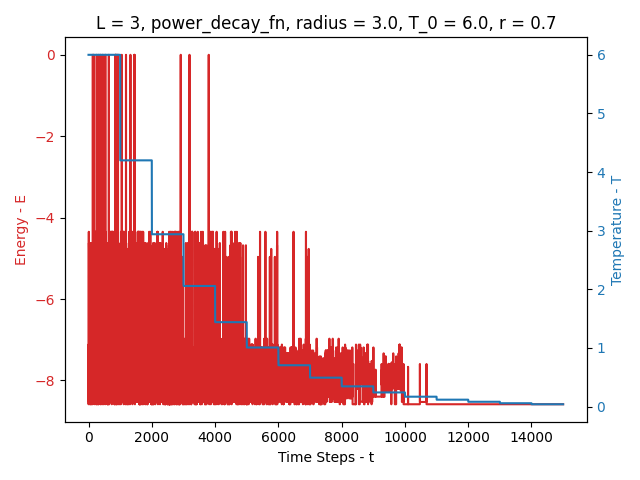 L = 3, power_decay_fn, radius = 3.0, T_0 = 6.0, r = 0.7
0
−2
−4
−6
−8
Energy - E
6
5
4
3
2
1
0
Temperature - T
0 2000 4000 6000 8000 10000 12000 14000
Time Steps - t